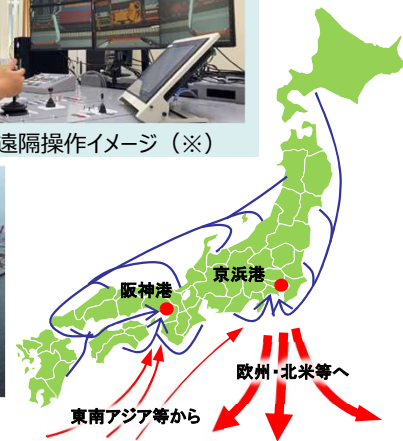 遠隔操作イメージ（※）
京浜港
阪神港
欧州・北米等へ
東南アジア等から